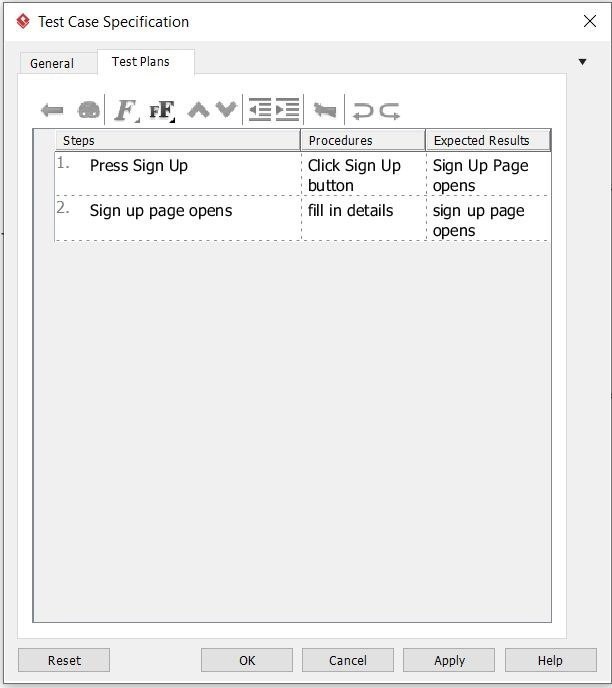 Test Case Specification
General Test Plans
F FF
Steps Procedures Expected Results
1. Press Sign Up Click Sign Up Sign Up Page
button opens
2. Sign up page opens fill in details sign up page
opens
Reset OK Cancel Apply Help